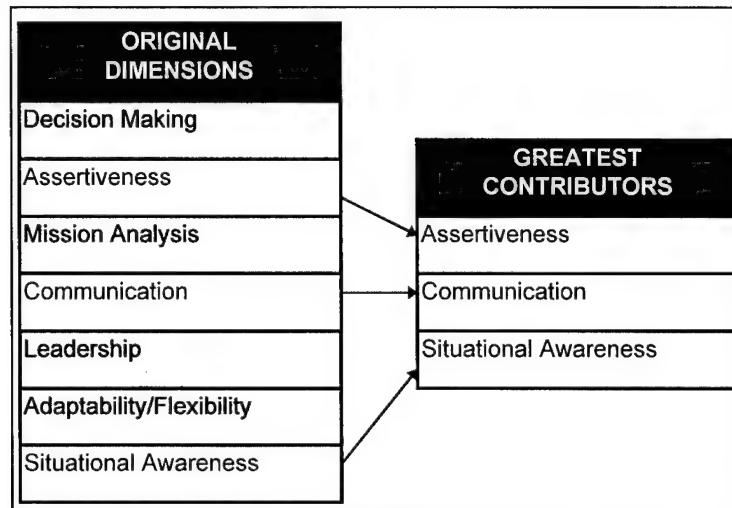 ORIGINAL
DIMENSIONS
Decision Making
Assertiveness
Mission Analysis
Communication
Leadership
Adaptability/Flexibility
Situational Awareness
GREATEST
CONTRIBUTORS
Assertiveness
Communication
Situational Awareness